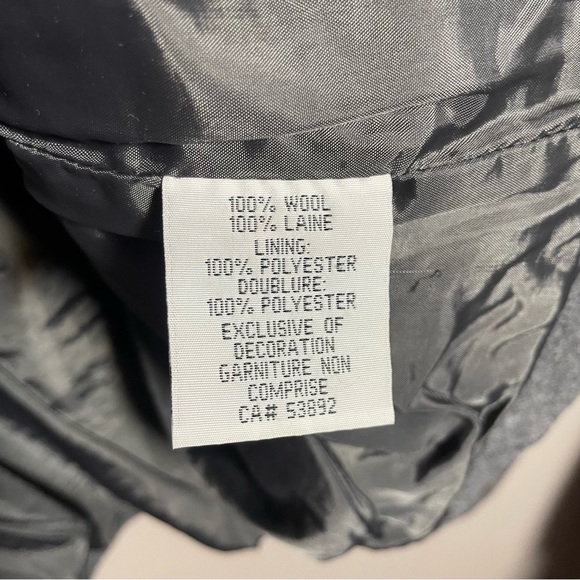 100% WOOL
100% LAINE
LINING:
100% POLYESTER
DOUBLURE:
100% POLYESTER
EXCLUSIVE OF
DECORATION
GARNITURE NON
COMPRISE
CA# 53892